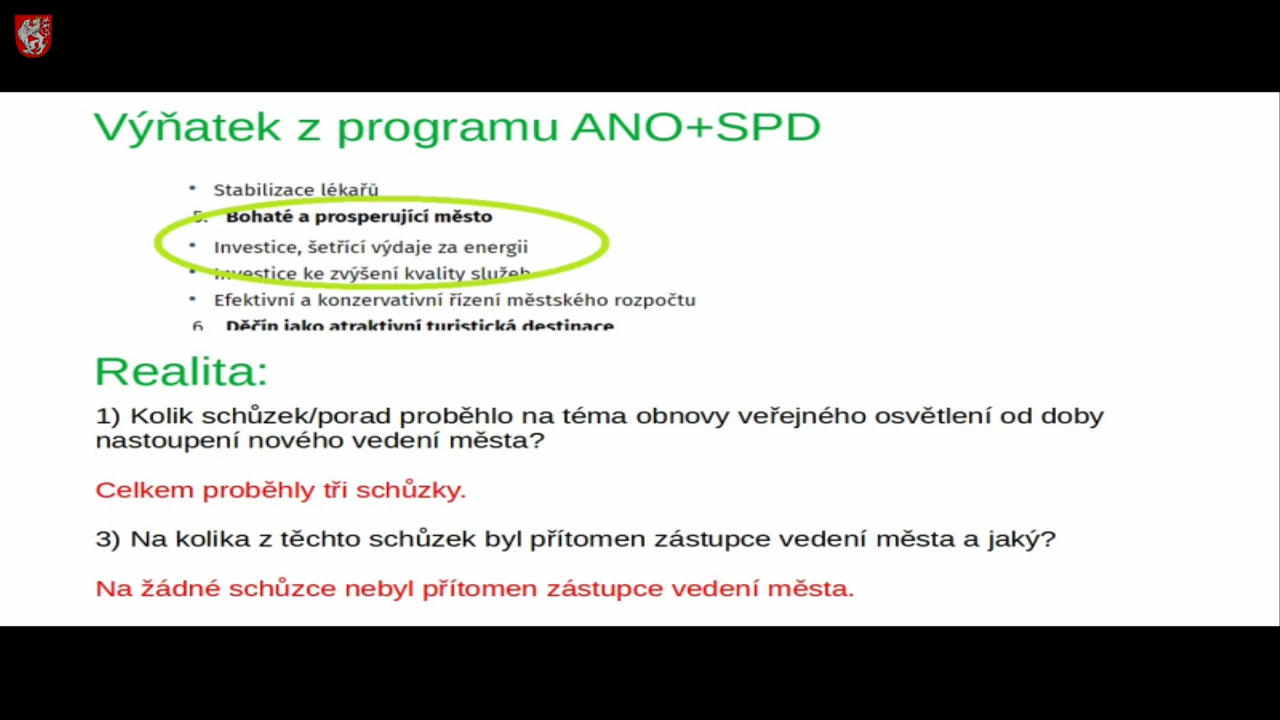 Výňatek z programu ANO+SPD
• Stabilizace lékařů
5. Bohaté a prosperující město
• Investice, šetřící výdaje za energii
• Investice ke zvýšení kvality služeb
• Efektivní a konzervativní řízení městského rozpočtu
6. Děčín jako atraktivní turistická destinace
Realita:
1) Kolik schůzek/porad proběhlo na téma obnovy veřejného osvětlení od doby
nastoupení nového vedení města?
Celkem proběhly tři schůzky.
3) Na kolika z těchto schůzek byl přítomen zástupce vedení města a jaký?
Na žádné schůzce nebyl přítomen zástupce vedení města.